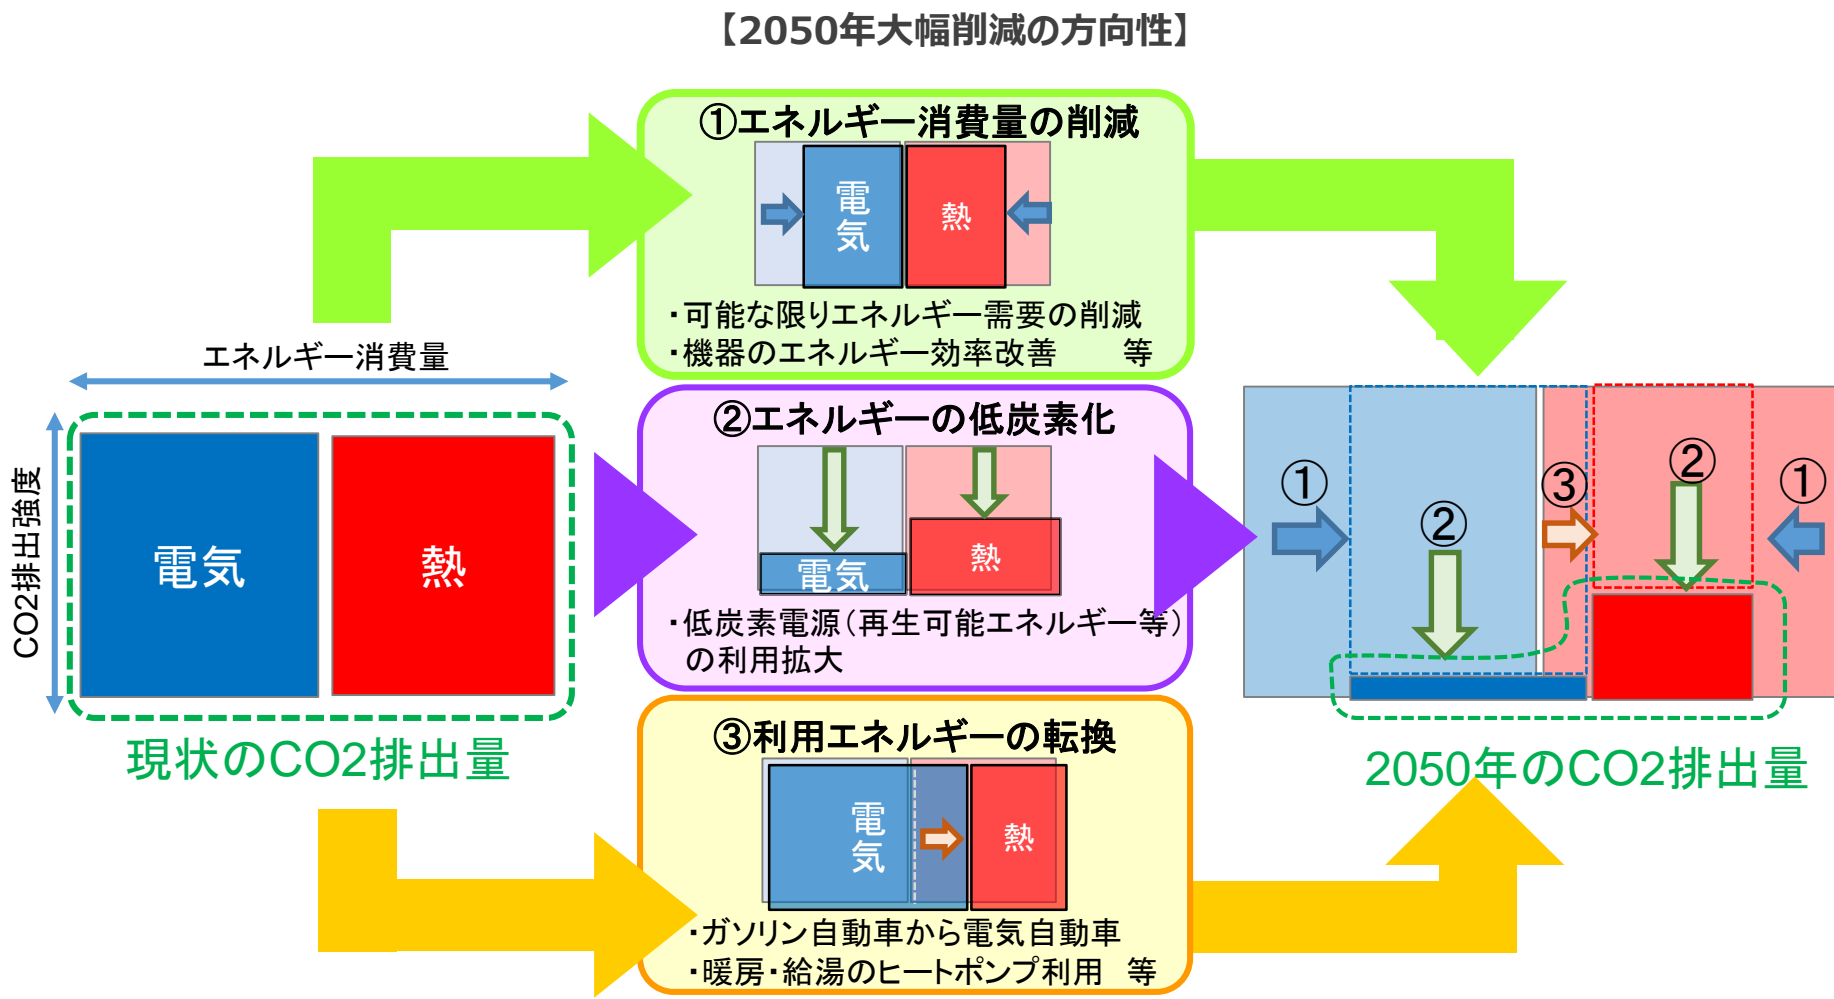 【2050年大幅削減の方向性】
①エネルギー消費量の削減
電気
熱
・可能な限りエネルギー需要の削減
・機器のエネルギー効率改善　　等
エネルギー消費量
CO2排出強度
電気
熱
現状のCO2排出量
②エネルギーの低炭素化
電気
熱
・低炭素電源（再生可能エネルギー等）
の利用拡大
③利用エネルギーの転換
電気
熱
・ガソリン自動車から電気自動車
・暖房・給湯のヒートポンプ利用　等
①
②
③
②
①
2050年のCO2排出量